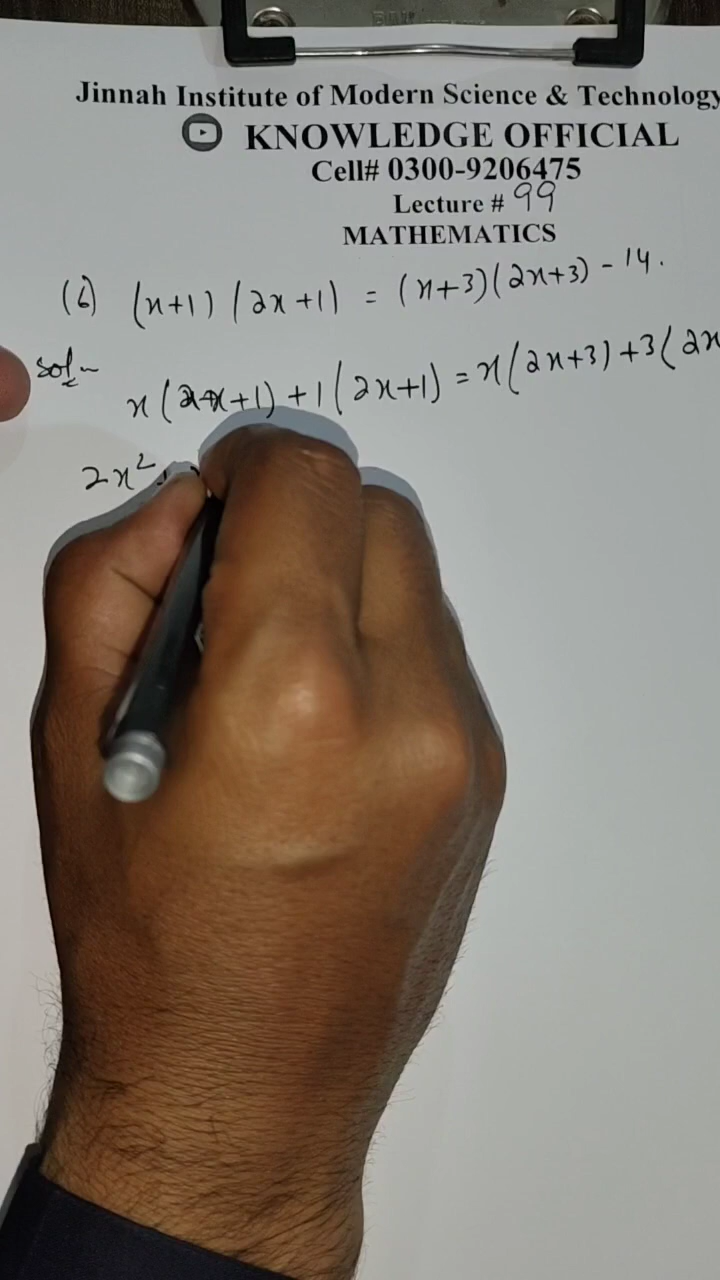 Jinnah Institute of Modern Science & Technology
KNOWLEDGE OFFICIAL
Cell# 0300-9206475
Lecture # 99
MATHEMATICS
(6) (x+1) (2x+1) = (x+3)(2x+3) - 14.
Sol~
x(2x+1) + 1(2x+1) = x(2x+3) +3(2x
2x²